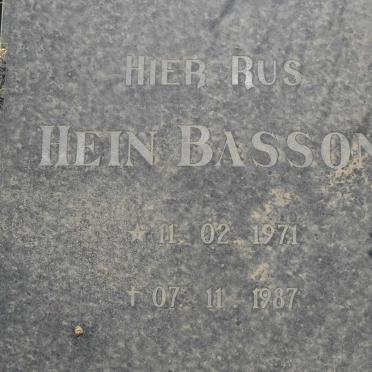 HIER RUS
HEIN BASSON
* 11. 02. 1971
† 07. 11. 1987